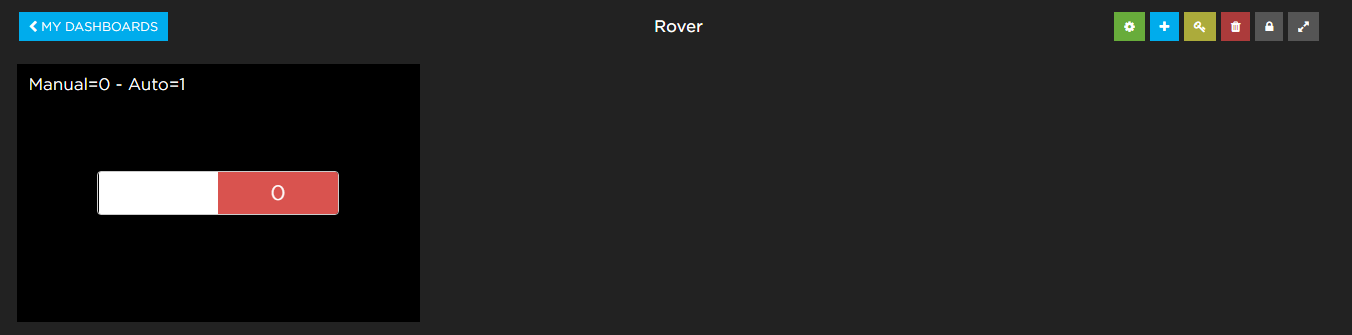 MY DASHBOARDS
Rover
Manual=0 - Auto=1
0